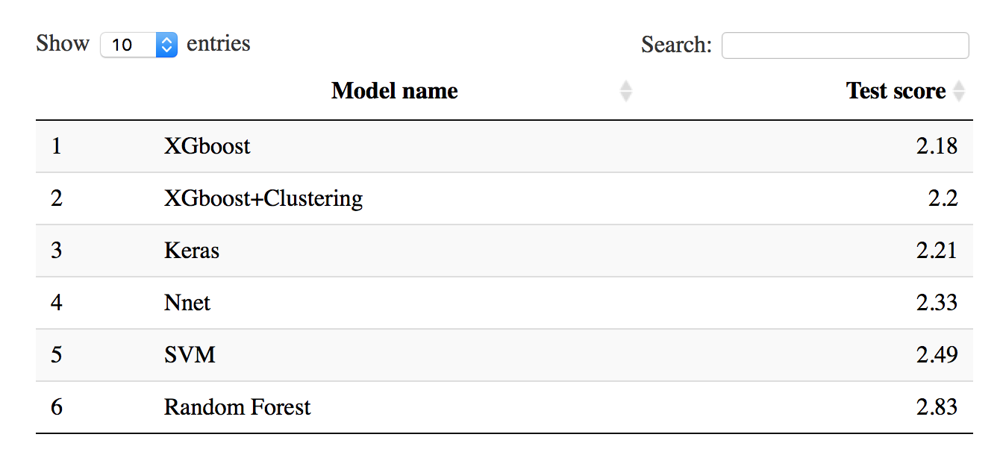 Show 10 entries Search:
Model name Test score
1 XGboost 2.18
2 XGboost+Clustering 2.2
3 Keras 2.21
4 Nnet 2.33
5 SVM 2.49
6 Random Forest 2.83